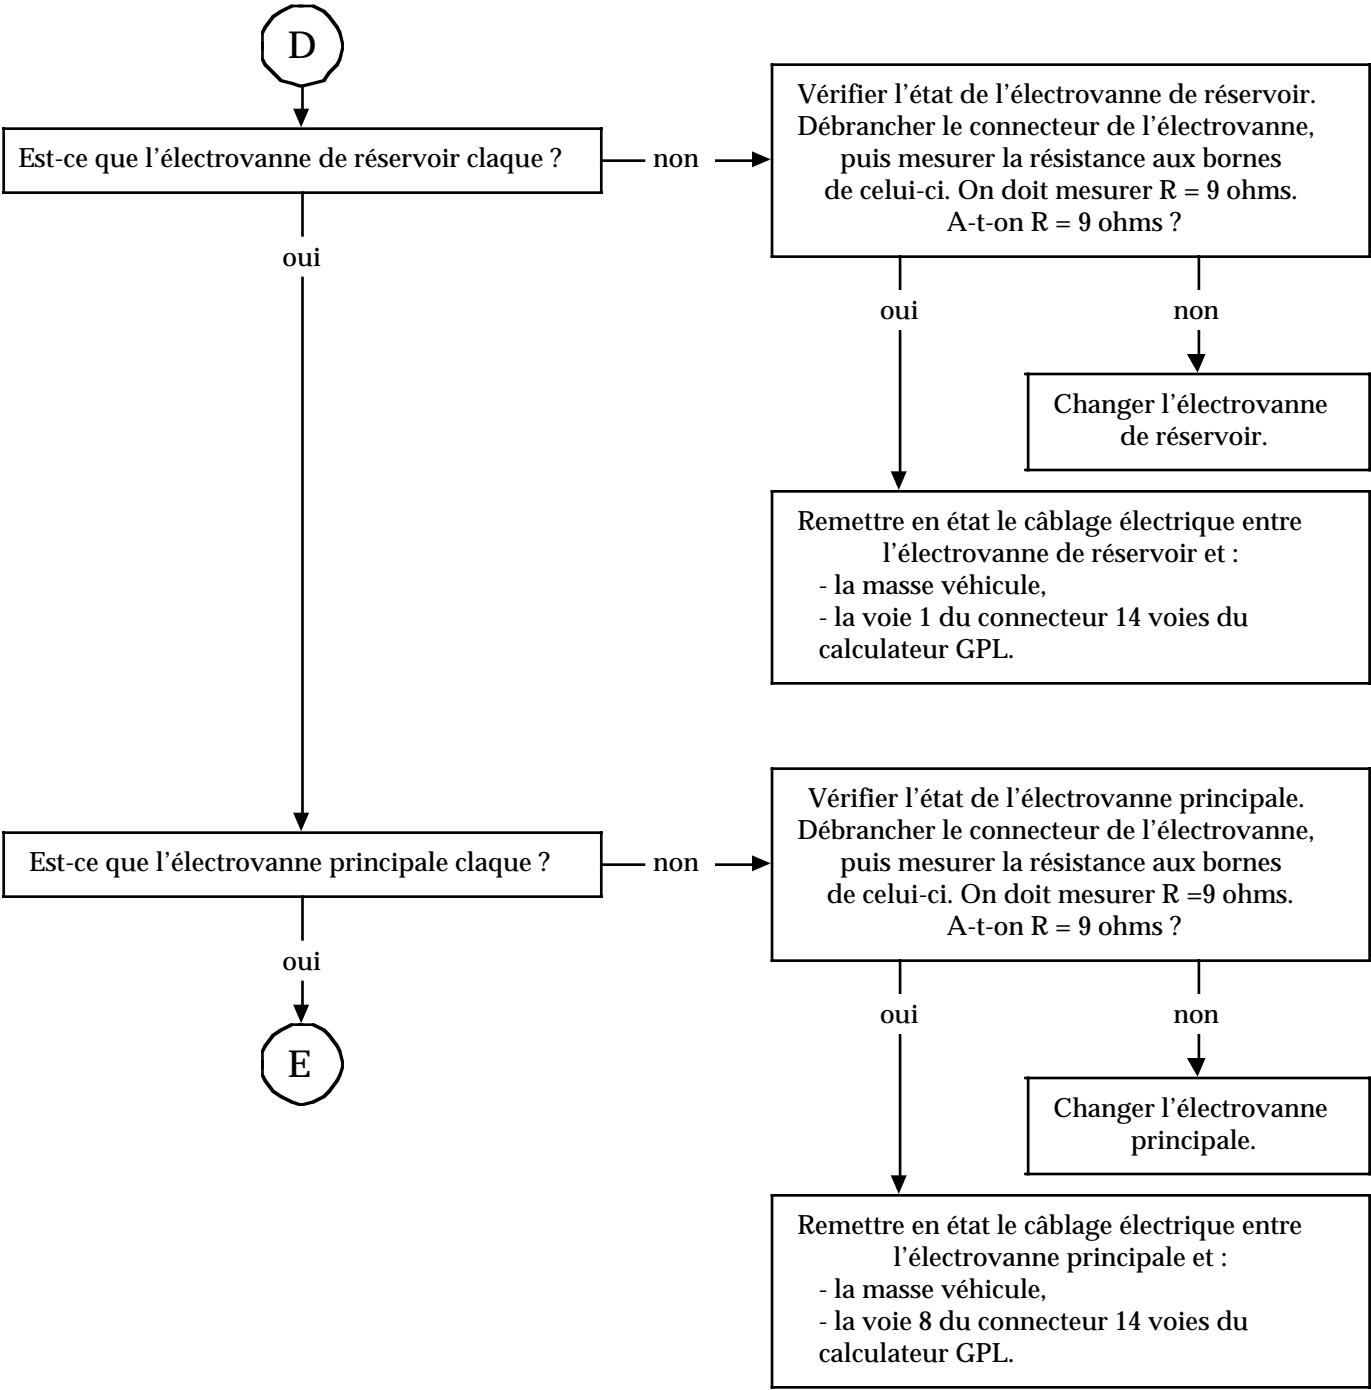 D
Est-ce que l’électrovanne de réservoir claque ?
non
Vérifier l’état de l’électrovanne de réservoir.
Débrancher le connecteur de l’électrovanne,
puis mesurer la résistance aux bornes
de celui-ci. On doit mesurer R = 9 ohms.
A-t-on R = 9 ohms ?
oui
oui
non
Changer l’électrovanne
de réservoir.
Remettre en état le câblage électrique entre
l’électrovanne de réservoir et :
- la masse véhicule,
- la voie 1 du connecteur 14 voies du
calculateur GPL.
Est-ce que l’électrovanne principale claque ?
non
Vérifier l’état de l’électrovanne principale.
Débrancher le connecteur de l’électrovanne,
puis mesurer la résistance aux bornes
de celui-ci. On doit mesurer R =9 ohms.
A-t-on R = 9 ohms ?
oui
E
oui
non
Changer l’électrovanne
principale.
Remettre en état le câblage électrique entre
l’électrovanne principale et :
- la masse véhicule,
- la voie 8 du connecteur 14 voies du
calculateur GPL.